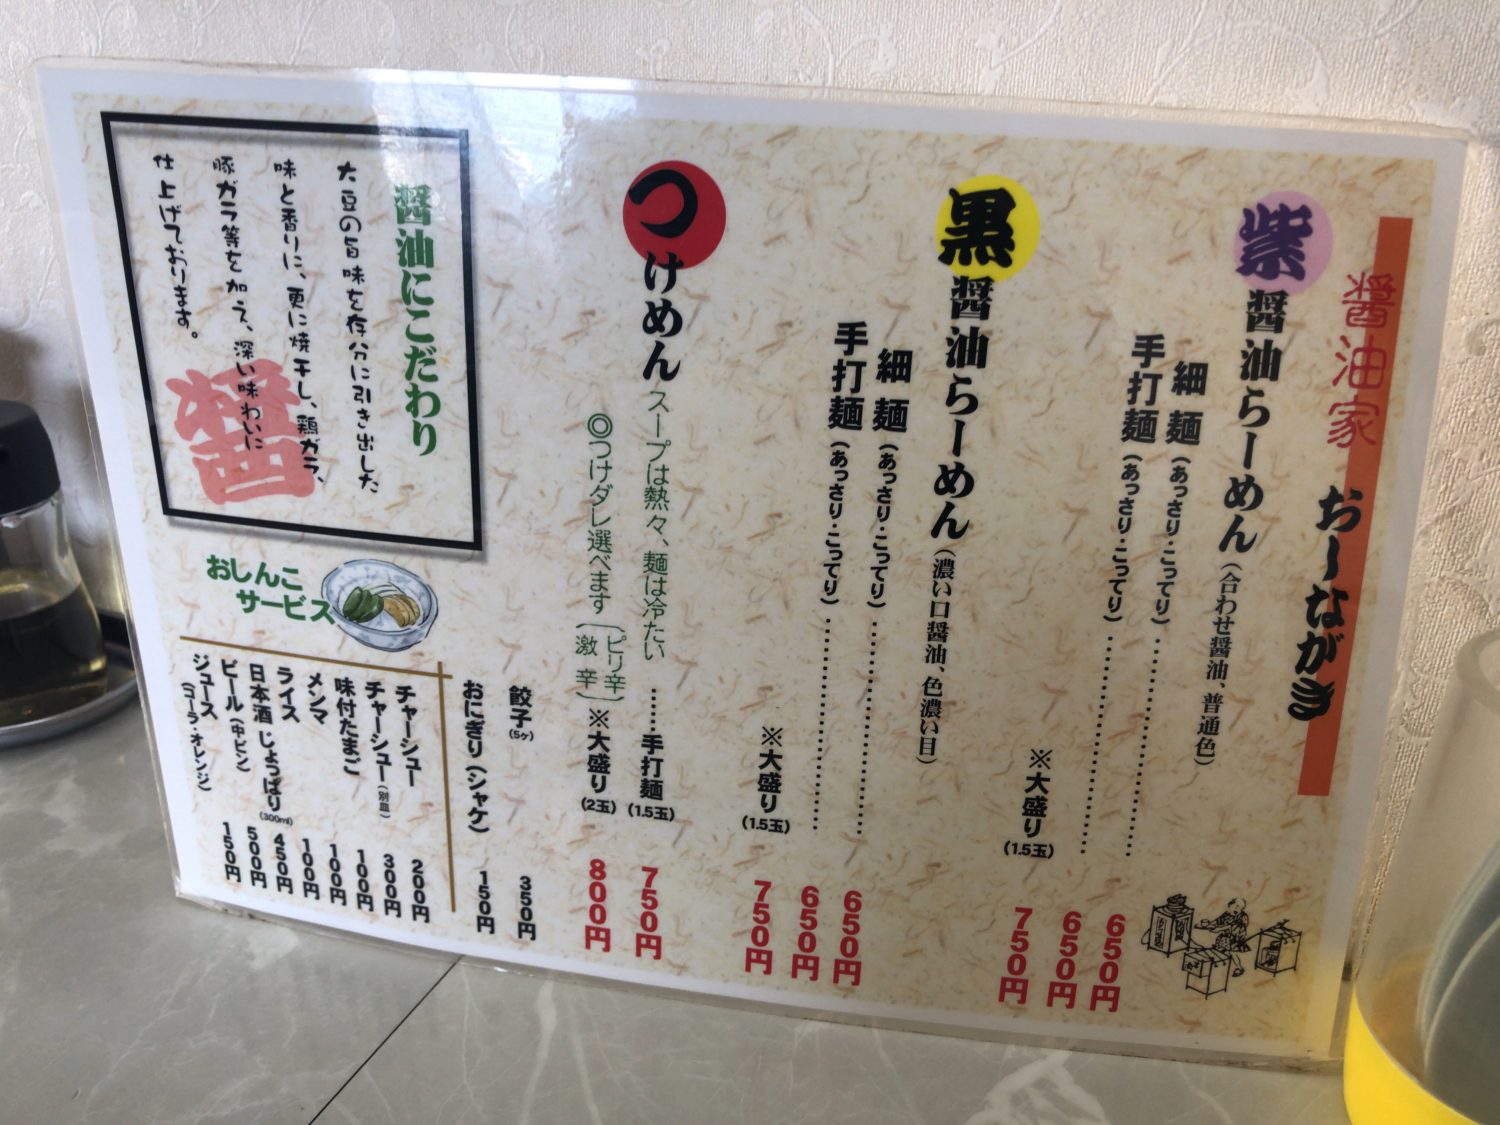 醤油家 おーながき
紫醤油らーめん(合わせ醤油、普通色)
細麺(あっさり・こってり) 650円
手打麺(あっさり・こってり) 650円
※大盛り(1.5玉) 750円
黒醤油らーめん(濃い口醤油、色濃い目)
細麺(あっさり・こってり) 650円
手打麺(あっさり・こってり) 650円
※大盛り(1.5玉) 750円
つけめん スープは熱々、麺は冷たい ……手打麺(1.5玉) 750円
◎つけダレ選べます(ピリ辛 激辛) ※大盛り(2玉) 800円
餃子(5ヶ) 350円
おにぎり(シャケ) 150円
チャーシュー 200円
チャーシュー(別皿) 300円
味付たまご 100円
メンマ 100円
ライス 100円
日本酒 じょっぱり(300ml) 450円
ビール(中ビン) 500円
ジュース(コーラ・オレンジ) 150円
醤油にこだわり
大豆の旨味を存分に引き出した
味と香りに、更に焼干し、鶏ガラ、
豚ガラ等を加え、深い味わいに
仕上げております。
醤
おしんこ
サービス